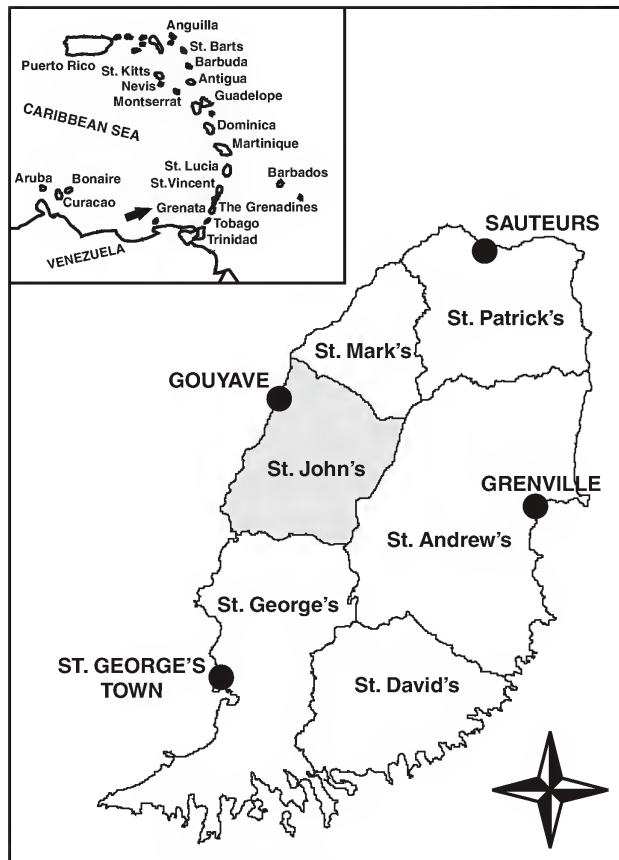 Anguilla
St. Barts
Puerto Rico
Barbuda
St. Kitts
Antigua
Nevis
Guadelope
Montserrat
CARIBBEAN SEA
Dominica
Martinique
St. Lucia
Barbados
Aruba
Bonaire
St.Vincent
Curacao
Grenata
The Grenadines
Tobago
Trinidad
VENEZUELA
SAUTEURS
St. Patrick's
St. Mark's
GOUYAVE
St. John's
GRENVILLE
St. Andrew's
St. George's
ST. GEORGE'S
TOWN
St. David's